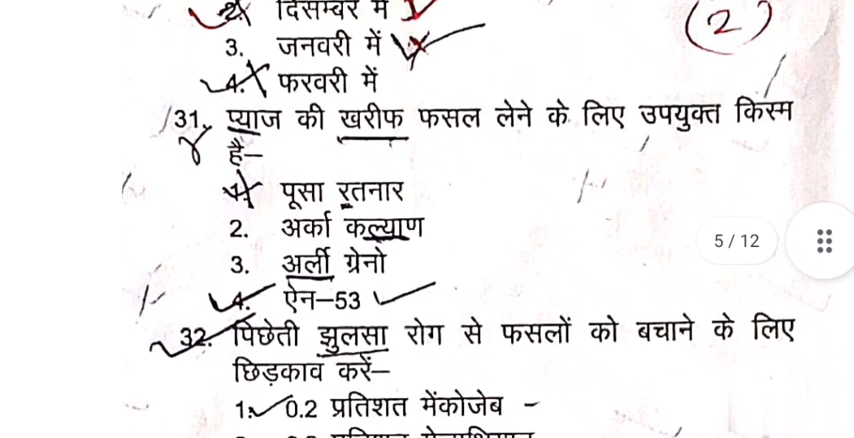 2. दिसम्बर में
(2)
3. जनवरी में
4. फरवरी में
31. प्याज की खरीफ फसल लेने के लिए उपयुक्त किस्म
है–
1. पूसा रतनार
2. अर्का कल्याण
5 / 12
3. अर्ली ग्रेनो
4. ऐन–53
32. पिछेती झुलसा रोग से फसलों को बचाने के लिए
छिड़काव करें–
1. 0.2 प्रतिशत मेंकोजेब